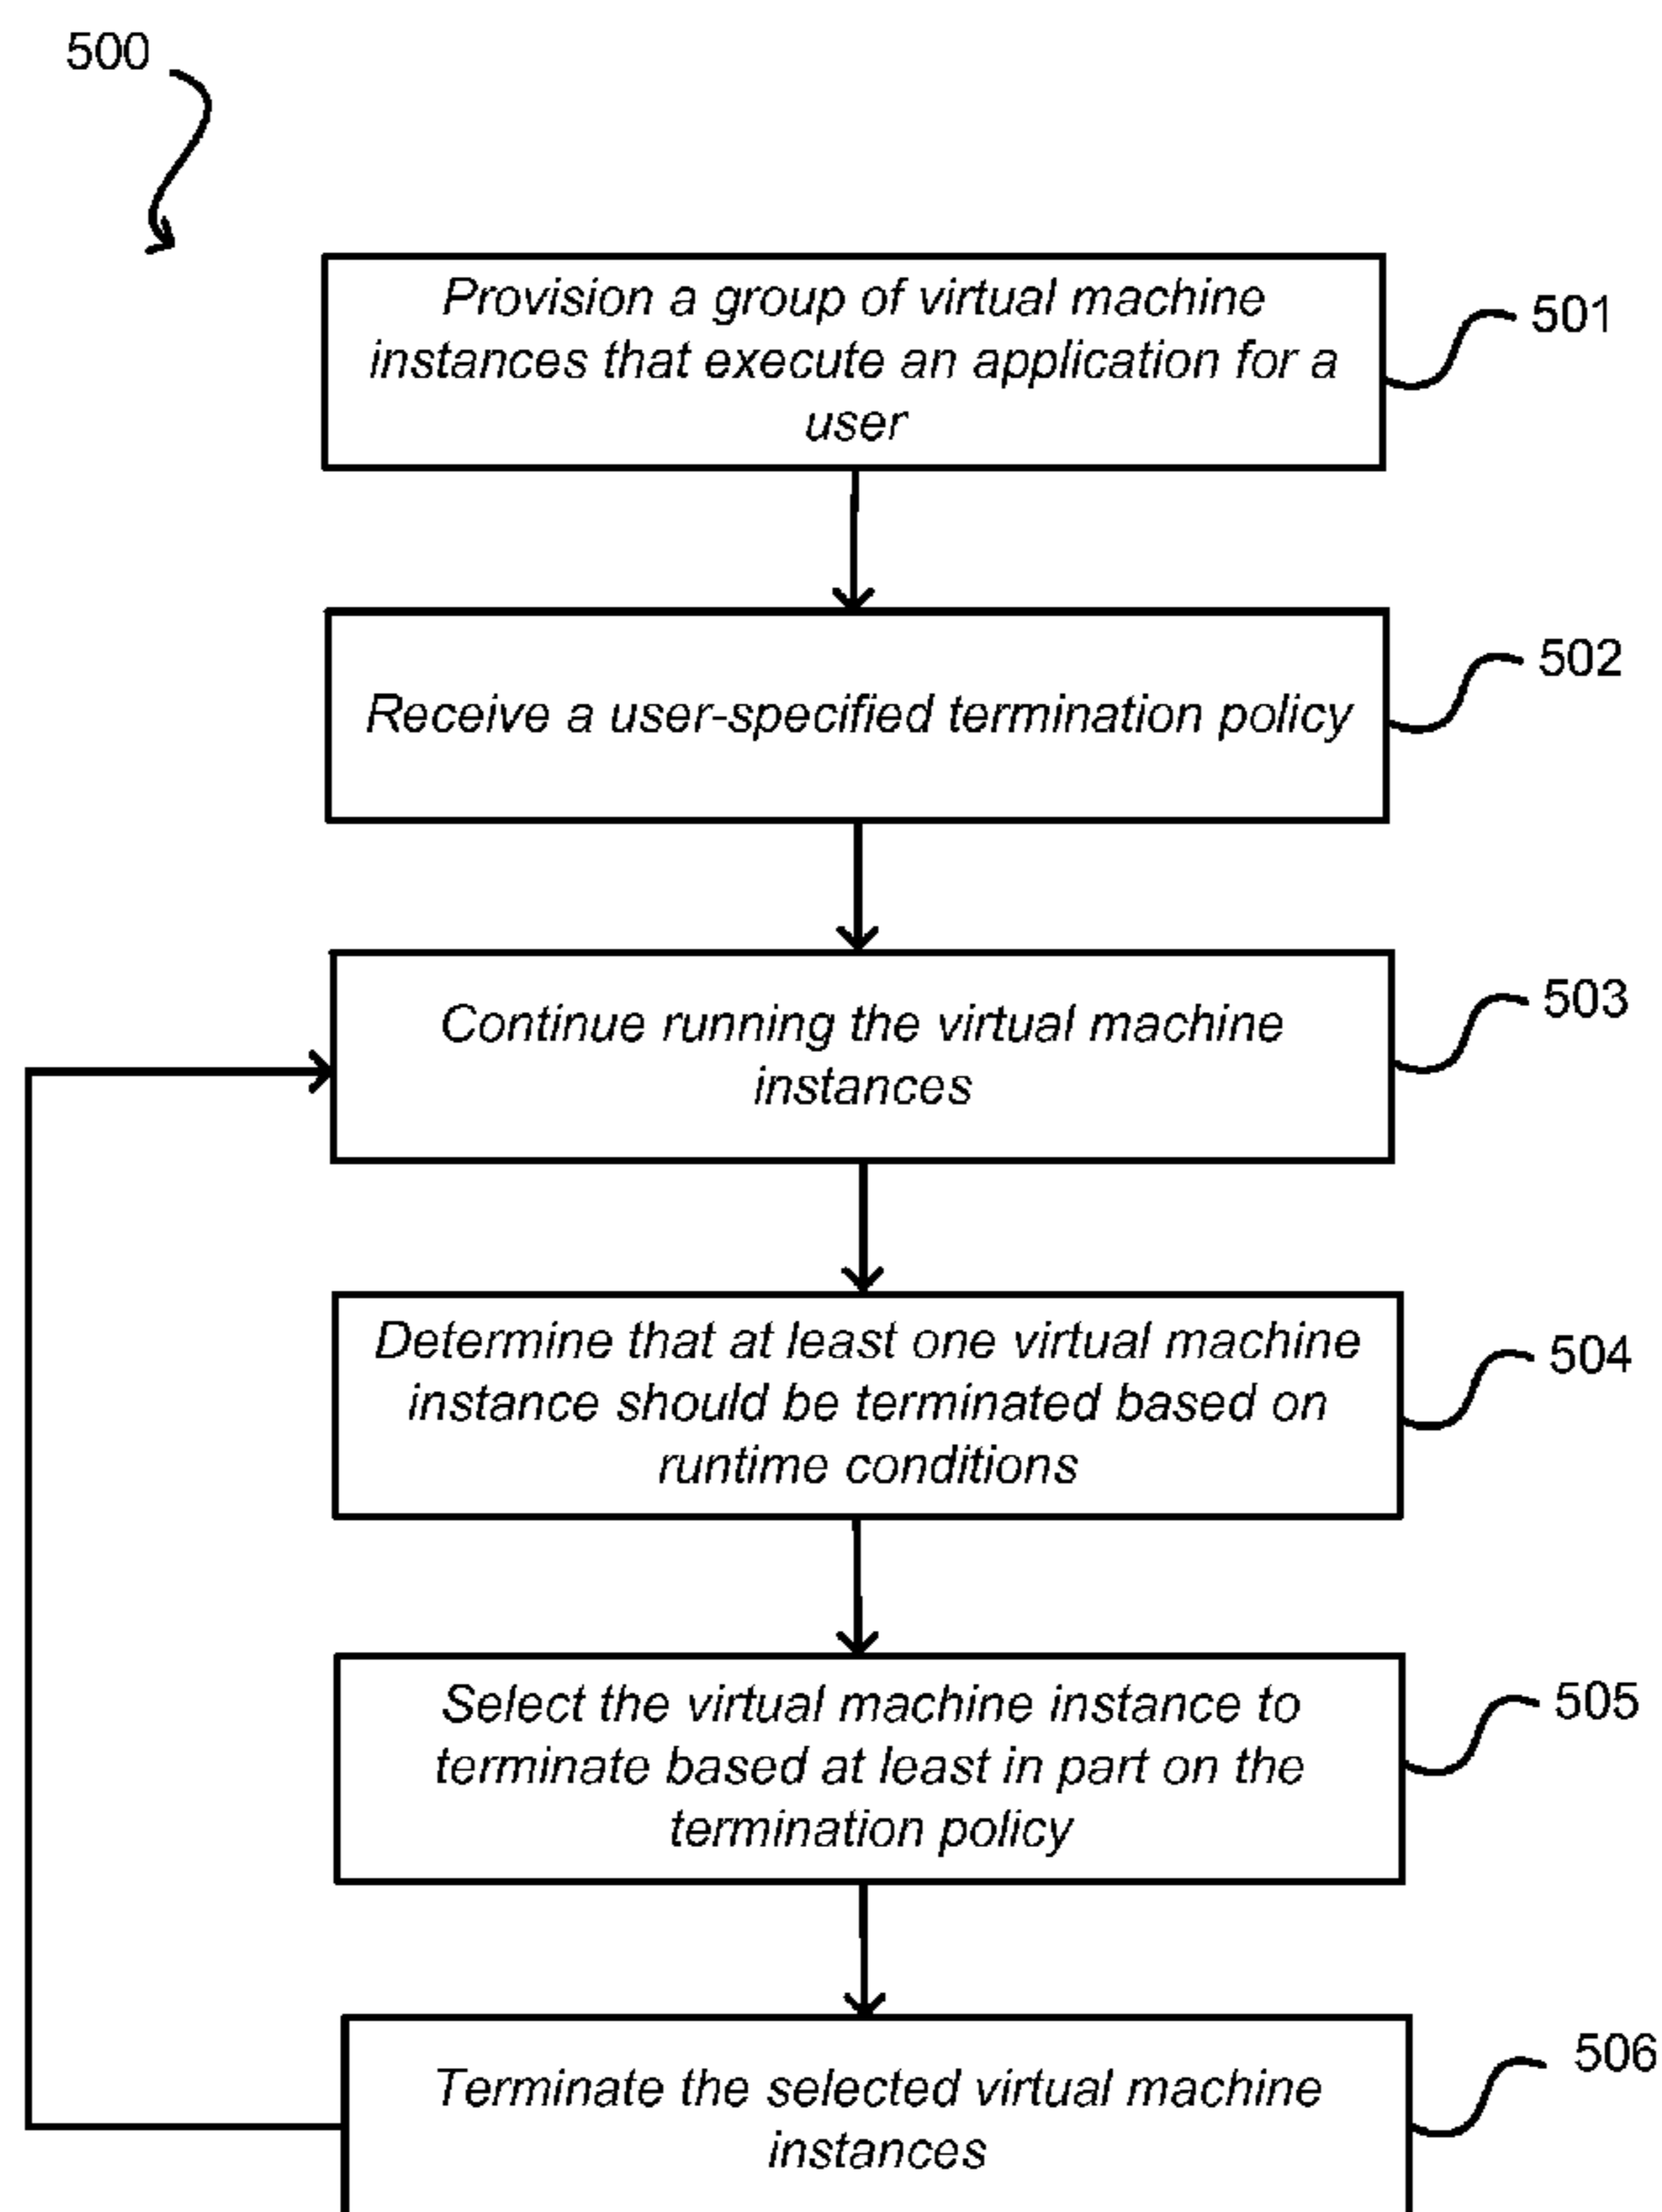 500
Provision a group of virtual machine
instances that execute an application for a
user
501
Receive a user-specified termination policy
502
Continue running the virtual machine
instances
503
Determine that at least one virtual machine
instance should be terminated based on
runtime conditions
504
Select the virtual machine instance to
terminate based at least in part on the
termination policy
505
Terminate the selected virtual machine
instances
506